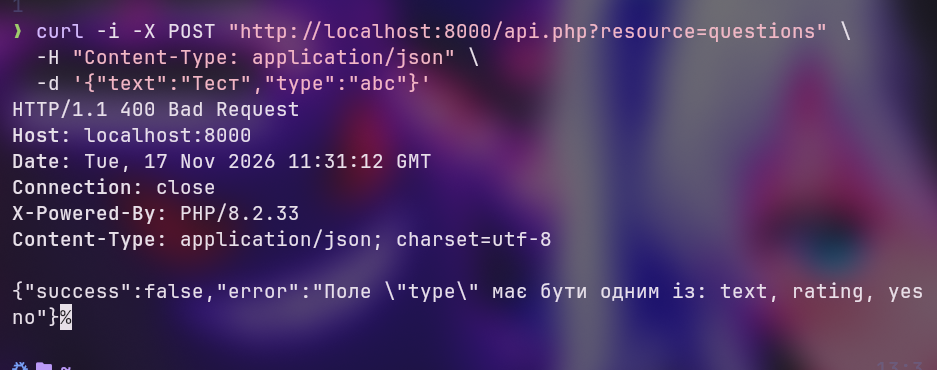 1
❯ curl -i -X POST "http://localhost:8000/api.php?resource=questions" \
  -H "Content-Type: application/json" \
  -d '{"text":"Тест","type":"abc"}'
HTTP/1.1 400 Bad Request
Host: localhost:8000
Date: Tue, 17 Nov 2026 11:31:12 GMT
Connection: close
X-Powered-By: PHP/8.2.33
Content-Type: application/json; charset=utf-8

{"success":false,"error":"Поле \"type\" має бути одним із: text, rating, yes
no"}%
~